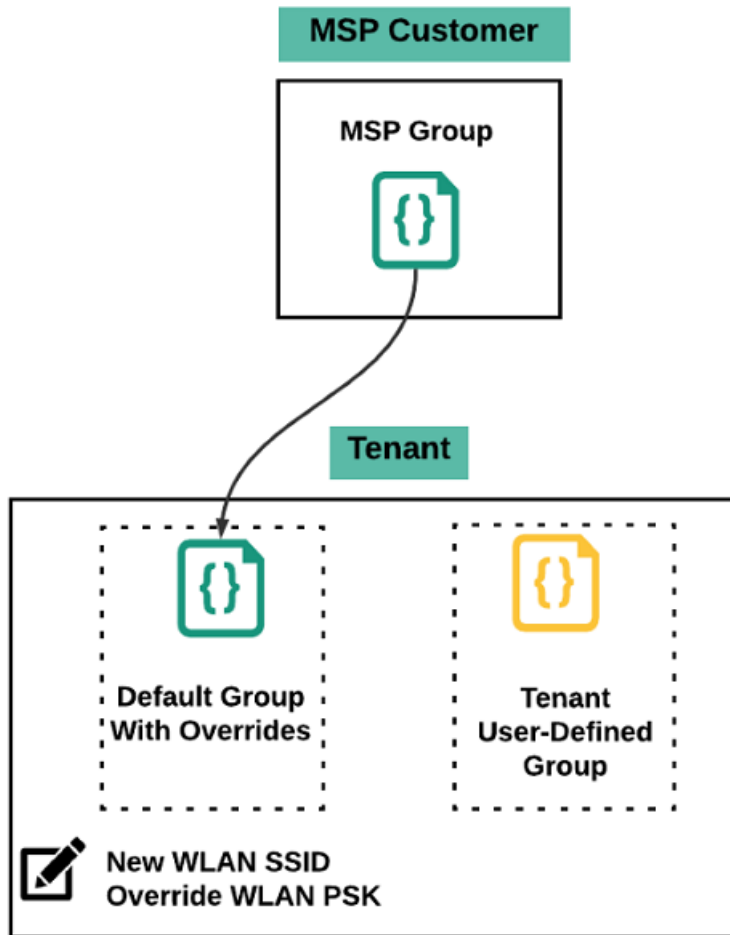 MSP Customer
MSP Group
{}
Tenant
{}
{}
Default Group
With Overrides
Tenant
User-Defined
Group
New WLAN SSID
Override WLAN PSK